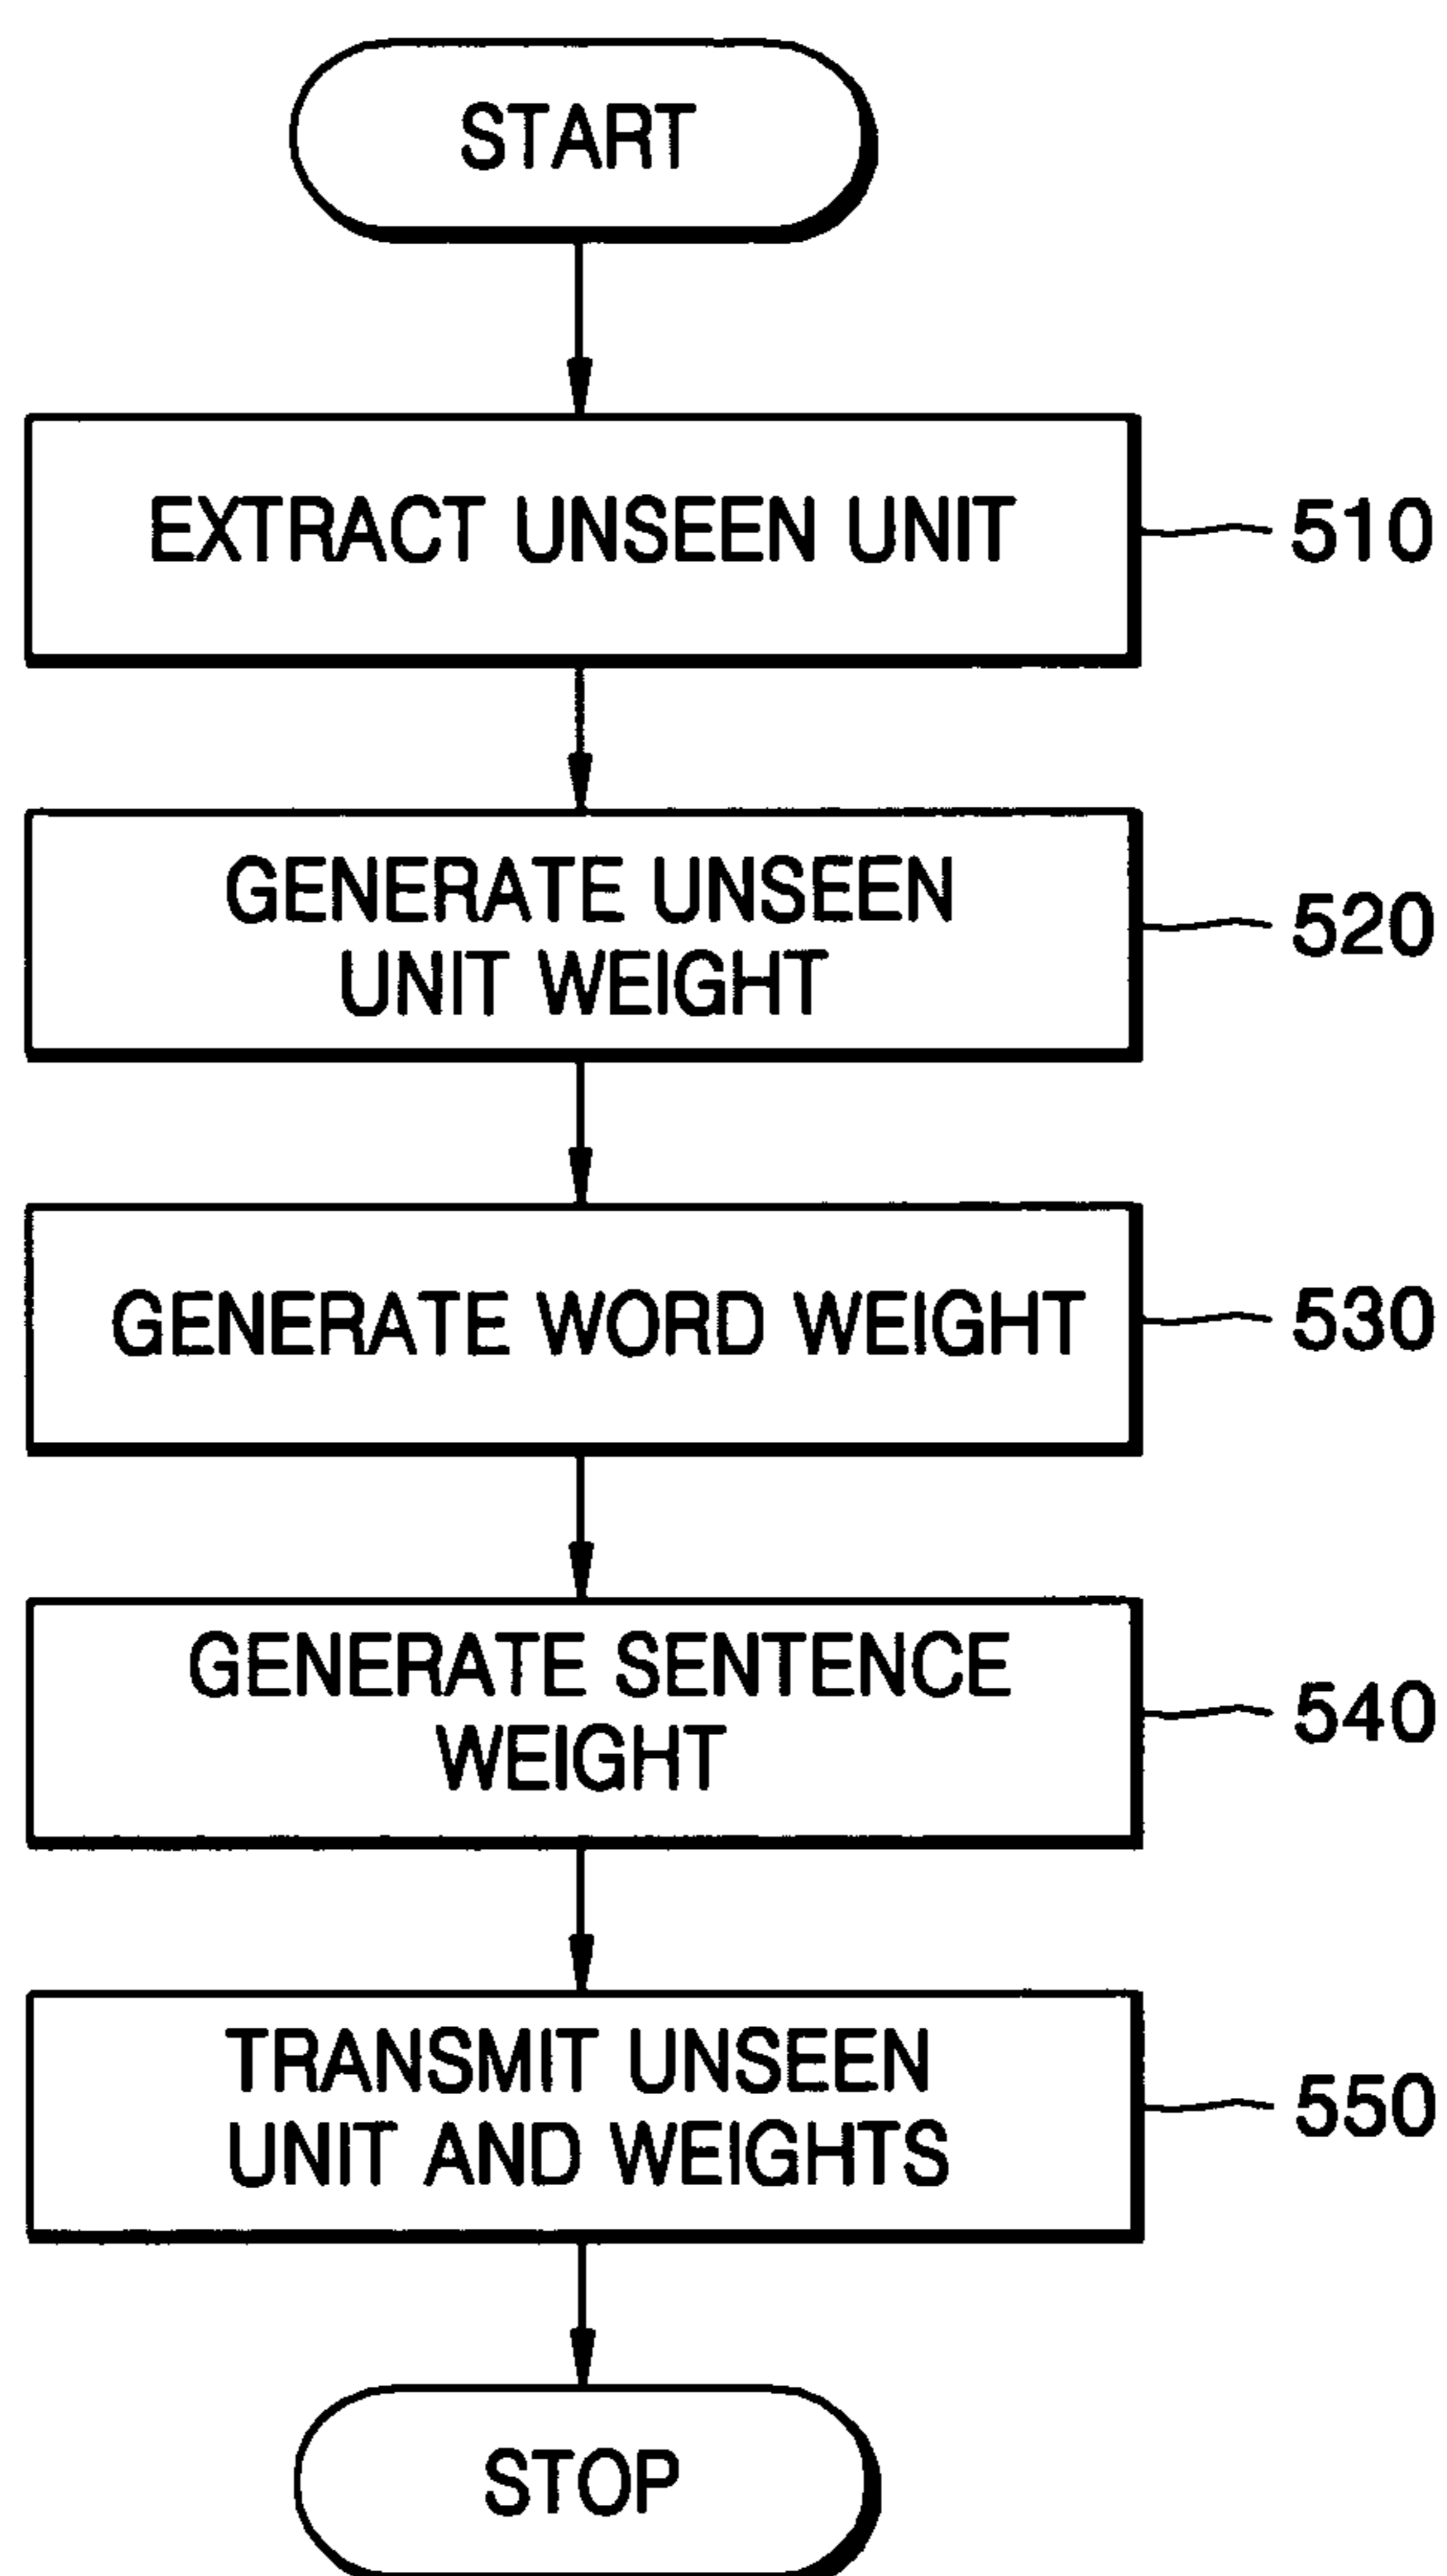 START
EXTRACT UNSEEN UNIT
510
GENERATE UNSEEN
UNIT WEIGHT
520
GENERATE WORD WEIGHT
530
GENERATE SENTENCE
WEIGHT
540
TRANSMIT UNSEEN
UNIT AND WEIGHTS
550
STOP